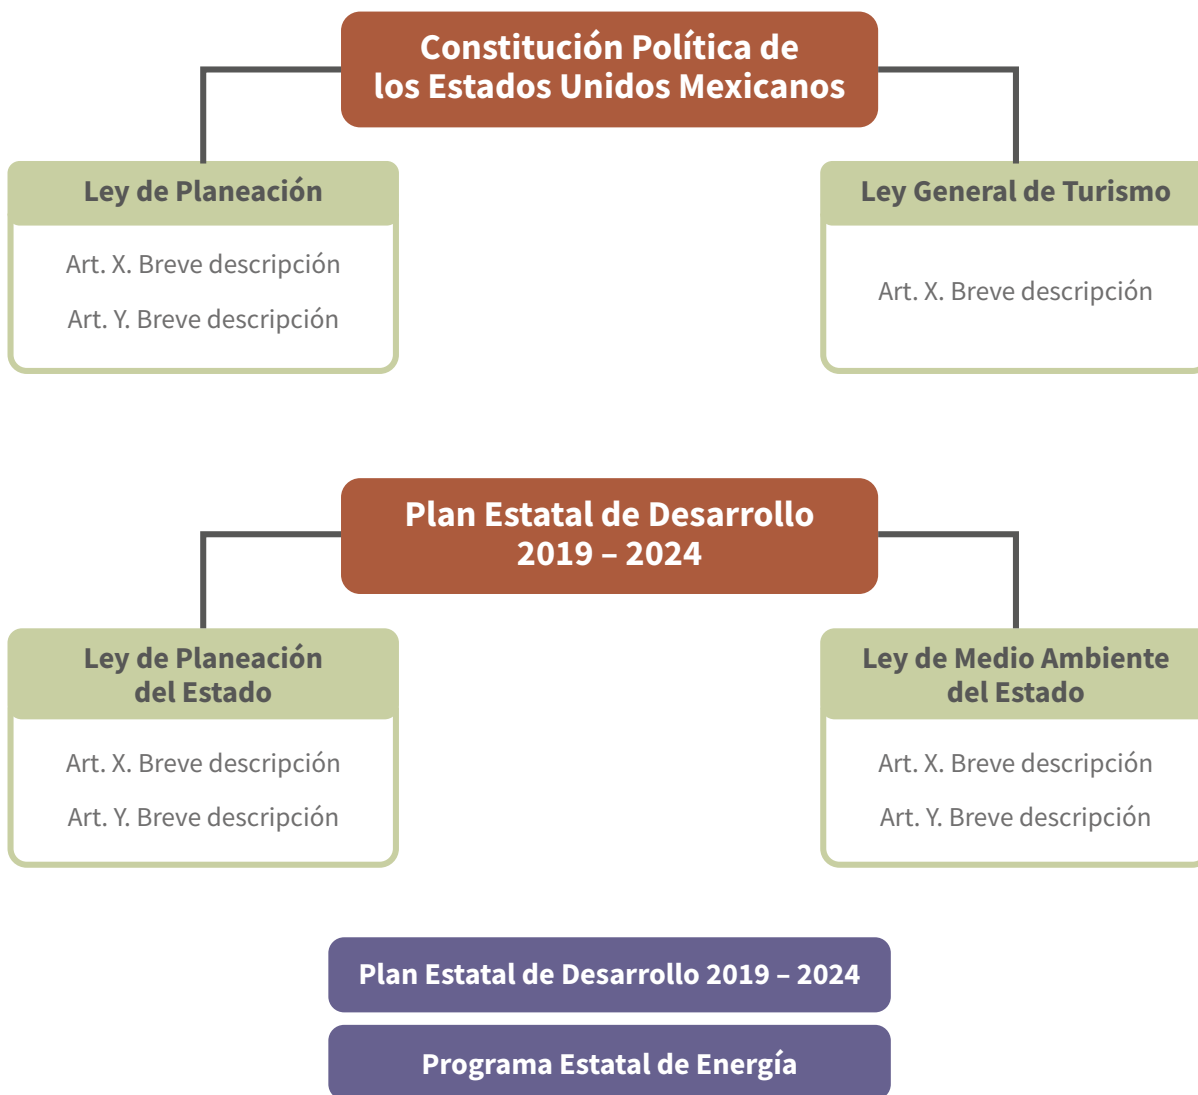 Constitución Política de
los Estados Unidos Mexicanos
Ley de Planeación
Art. X. Breve descripción
Art. Y. Breve descripción
Ley General de Turismo
Art. X. Breve descripción
Plan Estatal de Desarrollo
2019 – 2024
Ley de Planeación
del Estado
Art. X. Breve descripción
Art. Y. Breve descripción
Ley de Medio Ambiente
del Estado
Art. X. Breve descripción
Art. Y. Breve descripción
Plan Estatal de Desarrollo 2019 – 2024
Programa Estatal de Energía